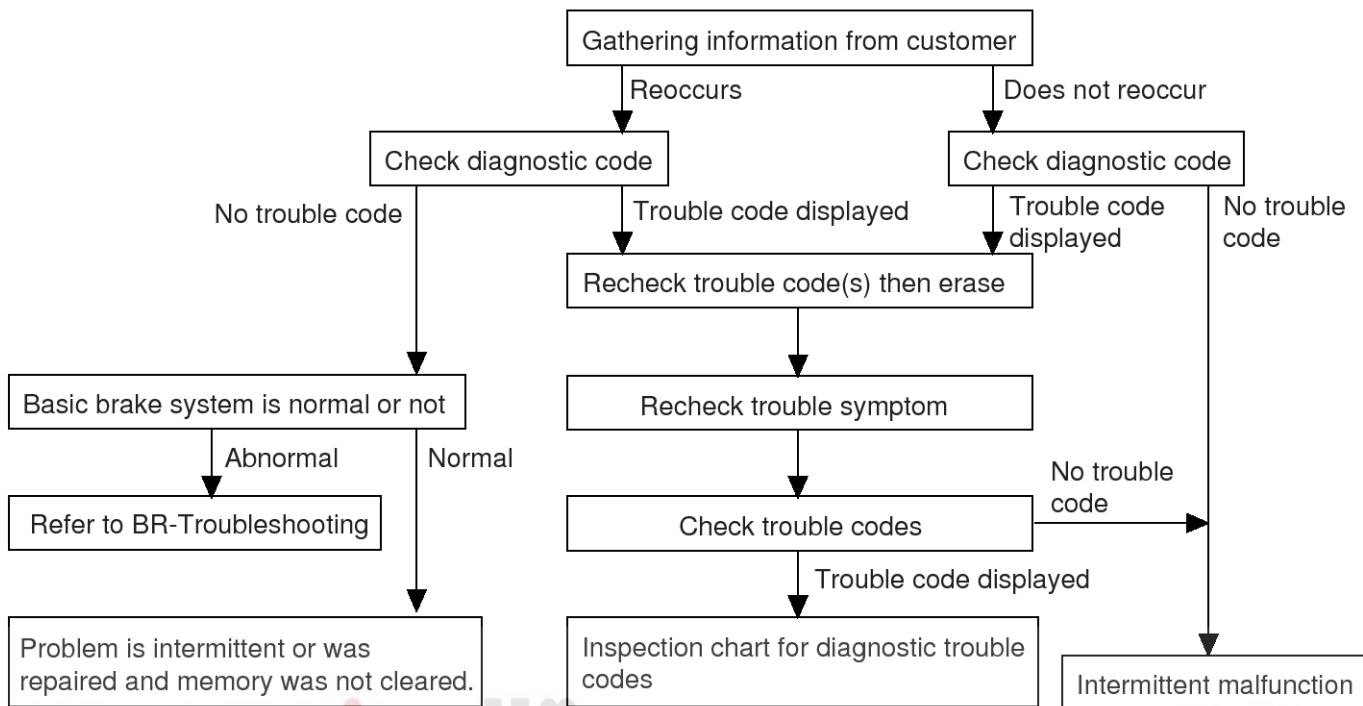 Gathering information from customer
Reoccurs
Does not reoccur
Check diagnostic code
Check diagnostic code
No trouble code
Trouble code displayed
Trouble code
displayed
No trouble
code
Recheck trouble code(s) then erase
Basic brake system is normal or not
Recheck trouble symptom
Abnormal
Normal
No trouble
code
Refer to BR-Troubleshooting
Check trouble codes
Trouble code displayed
Problem is intermittent or was
repaired and memory was not cleared.
Inspection chart for diagnostic trouble
codes
Intermittent malfunction